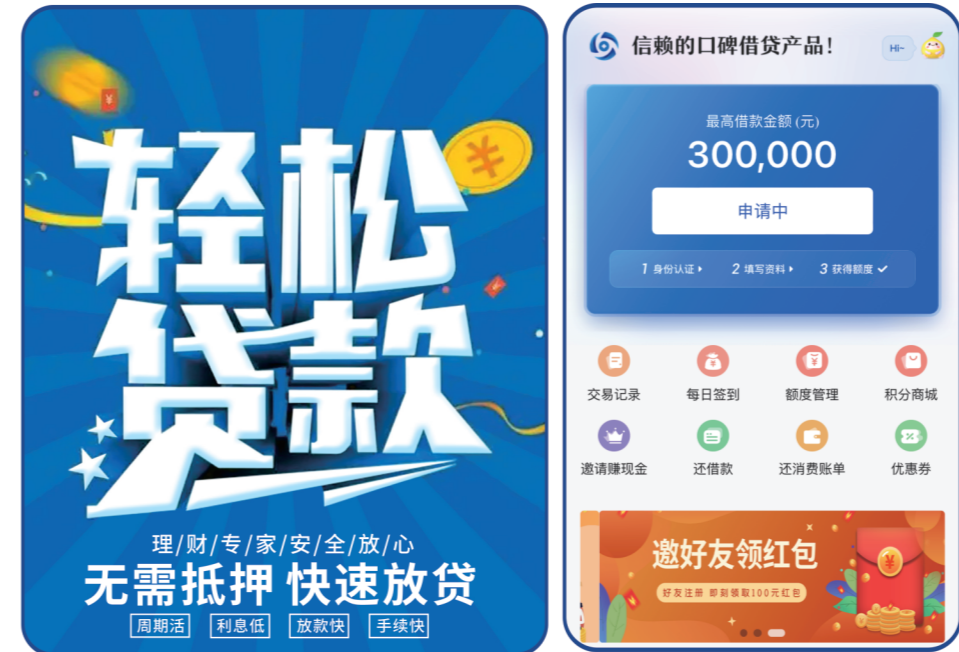 轻松
贷款
理/财/专/家/安/全/放/心
无需抵押 快速放贷
周期活 利息低 放款快 手续快
信赖的口碑借贷产品!
Hi~
最高借款金额 (元)
300,000
申请中
1 身份认证 2 填写资料 3 获得额度
交易记录 每日签到 额度管理 积分商城
邀请赚现金 还借款 还消费账单 优惠券
邀好友领红包
好友注册 即刻领取100元红包